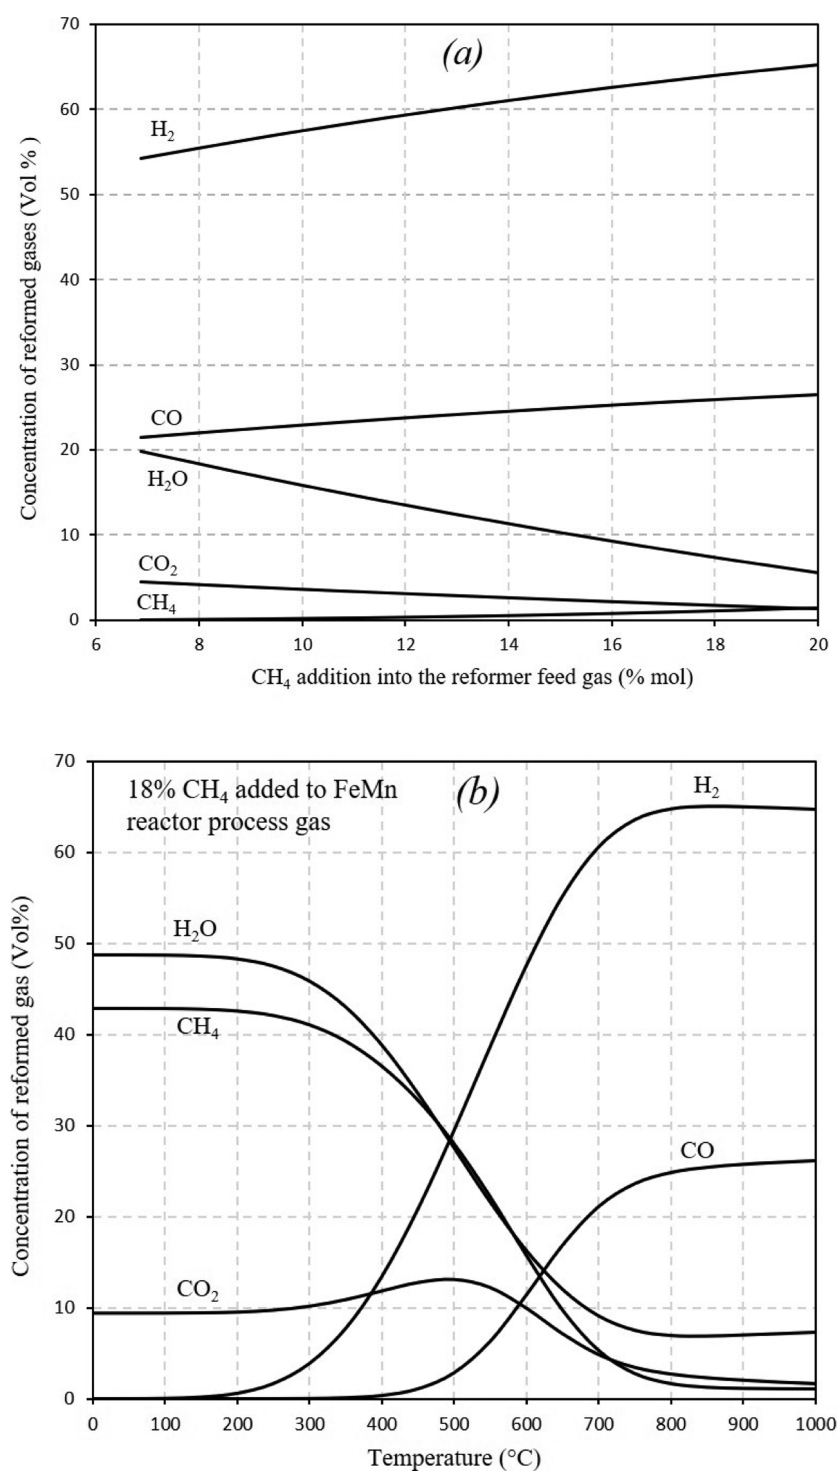 (a)
Concentration of reformed gases (Vol % )
70
60
50
40
30
20
10
0
H₂
CO
H₂O
CO₂
CH₄
6
8
10
12
14
16
18
20
CH₄ addition into the reformer feed gas (% mol)
18% CH₄ added to FeMn
reactor process gas
(b)
Concentration of reformed gas (Vol%)
70
60
50
40
30
20
10
0
H₂
H₂O
CH₄
CO
CO₂
0
100
200
300
400
500
600
700
800
900
1000
Temperature (°C)